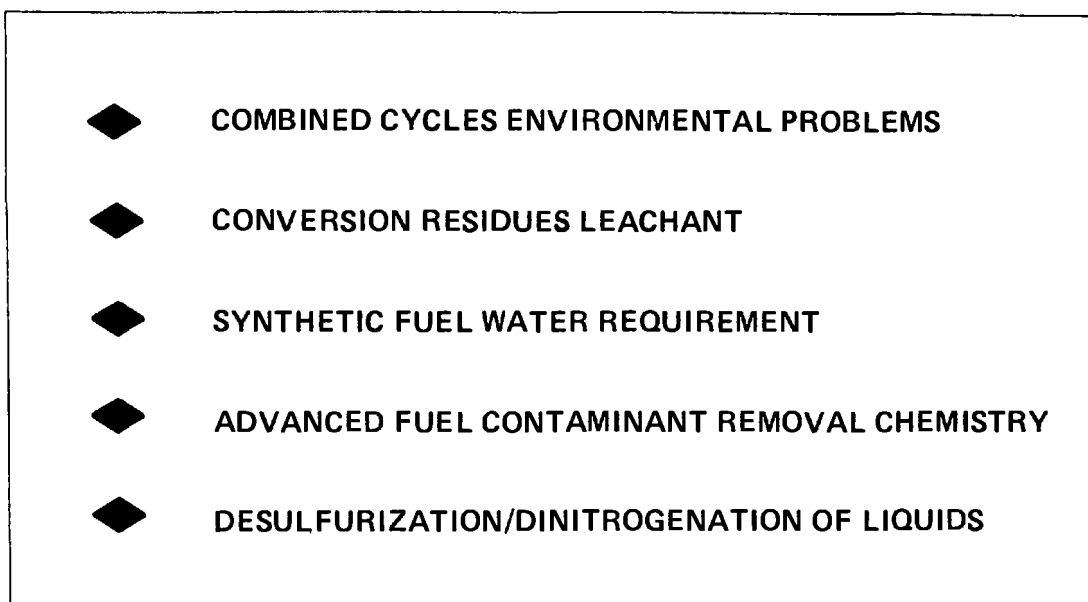 COMBINED CYCLES ENVIRONMENTAL PROBLEMS
CONVERSION RESIDUES LEACHANT
SYNTHETIC FUEL WATER REQUIREMENT
ADVANCED FUEL CONTAMINANT REMOVAL CHEMISTRY
DESULFURIZATION/DINITROGENATION OF LIQUIDS